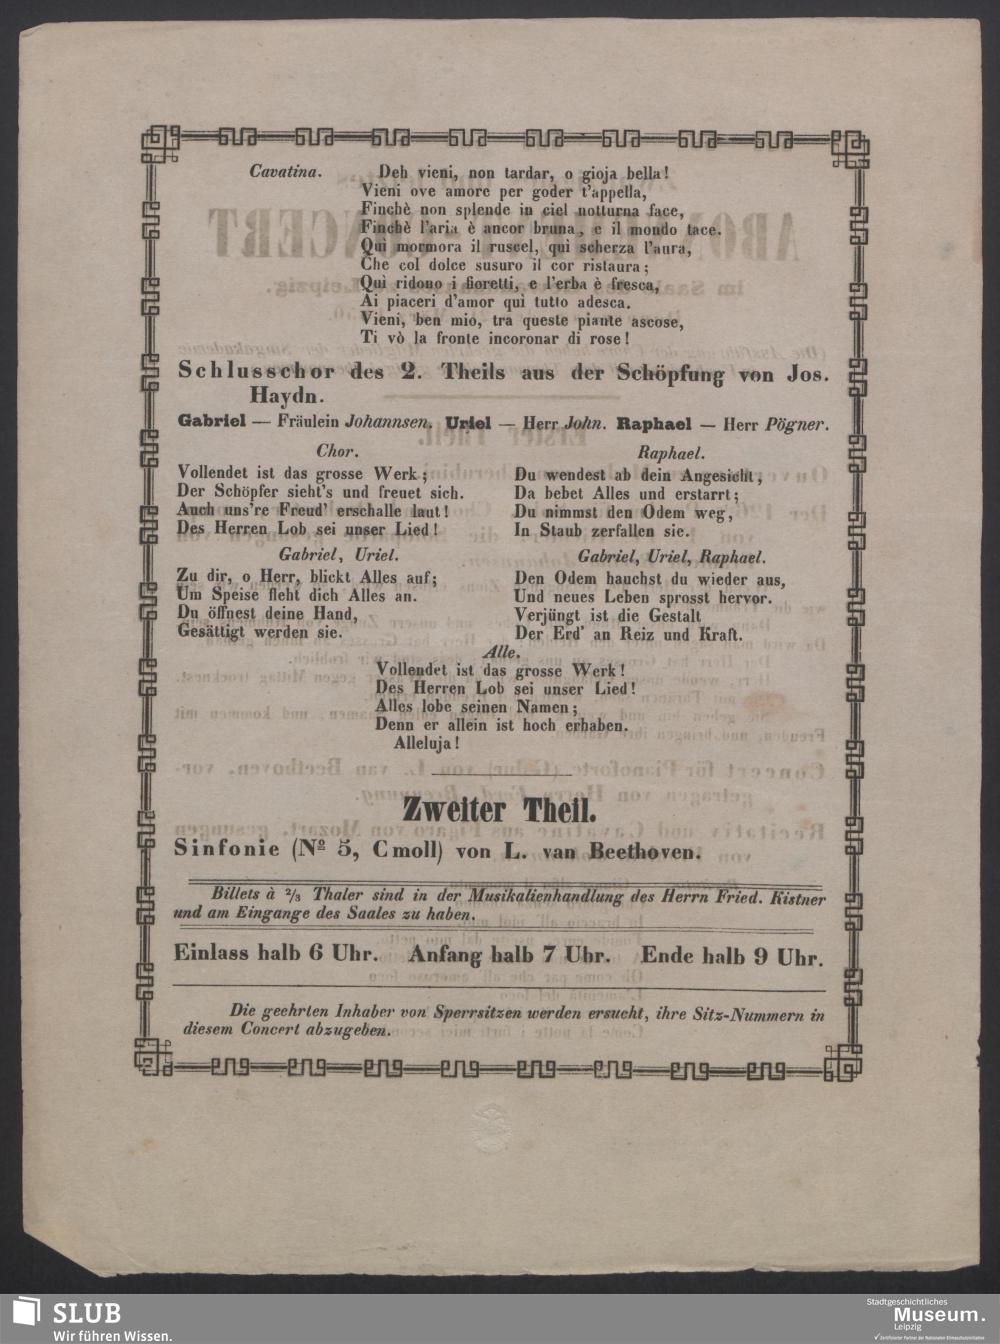 Cavatina. Deh vieni, non tardar, o gioja bella!
Vieni ove amore per goder t'appella,
Finchè non splende in ciel notturna face,
Finchè l'aria è ancor bruna, e il mondo tace.
Quì mormora il ruscel, quì scherza l'aura,
Che col dolce susuro il cor ristaura;
Quì ridono i fioretti, e l'erba è fresca,
Ai piaceri d'amor quì tutto adesca.
Vieni, ben mio, tra queste piante ascose,
Ti vò la fronte incoronar di rose!
Schlusschor des 2. Theils aus der Schöpfung von Jos.
Haydn.
Gabriel — Fräulein Johannsen. Uriel — Herr John. Raphael — Herr Pögner.
Chor.
Vollendet ist das grosse Werk;
Der Schöpfer sieht's und freuet sich.
Auch uns're Freud' erschalle laut!
Des Herren Lob sei unser Lied!
Gabriel, Uriel.
Zu dir, o Herr, blickt Alles auf;
Um Speise fleht dich Alles an.
Du öffnest deine Hand,
Gesättigt werden sie.
Raphael.
Du wendest ab dein Angesicht,
Da bebet Alles und erstarrt;
Du nimmst den Odem weg,
In Staub zerfallen sie.
Gabriel, Uriel, Raphael.
Den Odem hauchst du wieder aus,
Und neues Leben sprosst hervor.
Verjüngt ist die Gestalt
Der Erd' an Reiz und Kraft.
Alle.
Vollendet ist das grosse Werk!
Des Herren Lob sei unser Lied!
Alles lobe seinen Namen;
Denn er allein ist hoch erhaben.
Alleluja!
Zweiter Theil.
Sinfonie (Nº 5, C moll) von L. van Beethoven.
Billets à 2/3 Thaler sind in der Musikalienhandlung des Herrn Fried. Kistner
und am Eingange des Saales zu haben.
Einlass halb 6 Uhr. Anfang halb 7 Uhr. Ende halb 9 Uhr.
Die geehrten Inhaber von Sperrsitzen werden ersucht, ihre Sitz-Nummern in
diesem Concert abzugeben.
SLUB
Wir führen Wissen.
Stadtgeschichtliches
Museum.
Leipzig
Zertifizierter Partner der Nationalen Klimaschutzinitiative